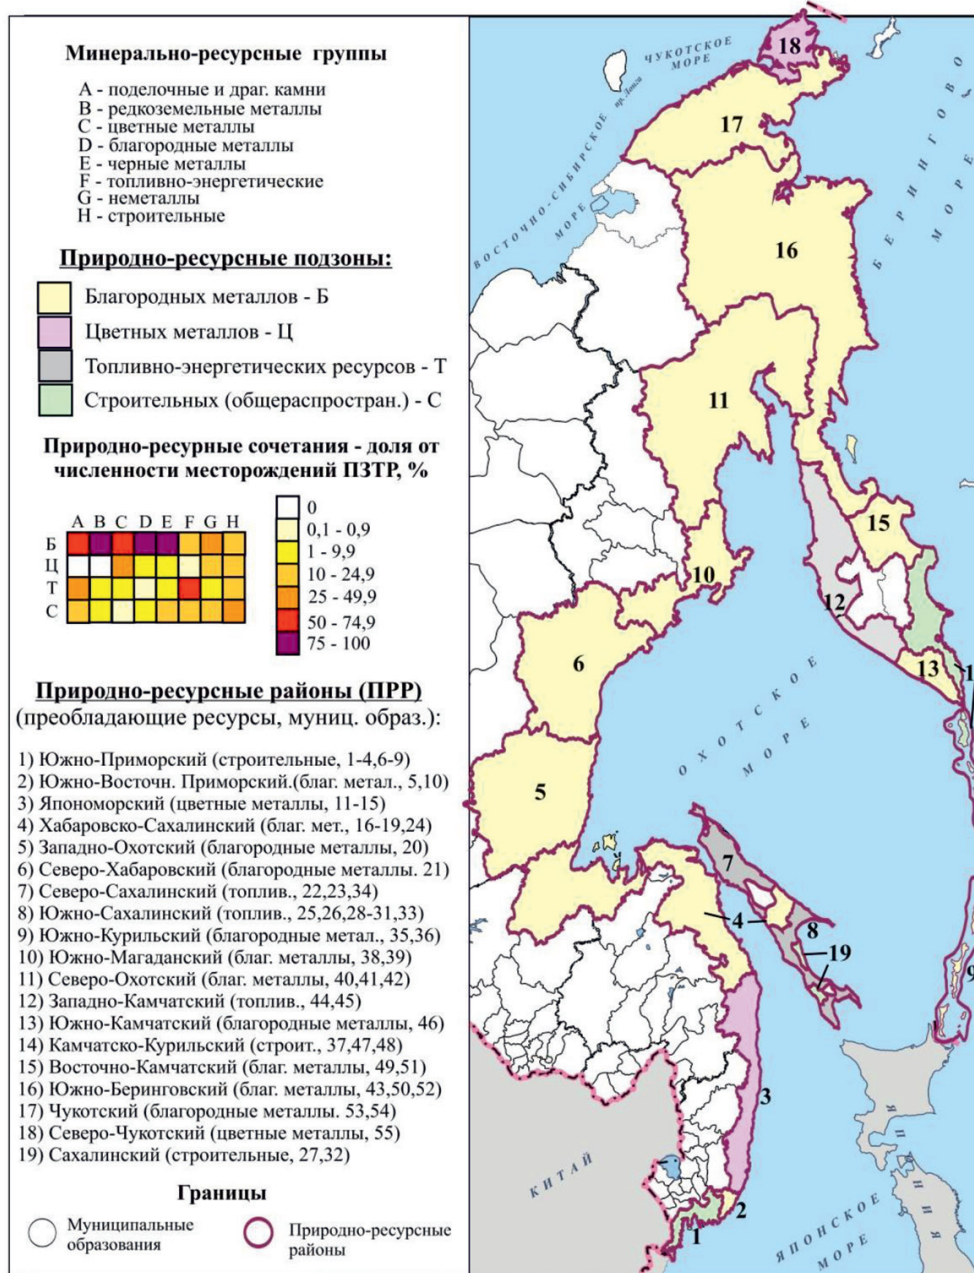 Минерально-ресурсные группы
А - поделочные и драг. камни
В - редкоземельные металлы
С - цветные металлы
D - благородные металлы
Е - черные металлы
F - топливно-энергетические
G - неметаллы
Н - строительные
Природно-ресурсные подзоны:
Благородных металлов - Б
Цветных металлов - Ц
Топливно-энергетических ресурсов - Т
Строительных (общераспростран.) - С
Природно-ресурные сочетания - доля от
численности месторождений ПЗТР, %
A B C D E F G H
Б
Ц
Т
С
0
0,1 - 0,9
1 - 9,9
10 - 24,9
25 - 49,9
50 - 74,9
75 - 100
Природно-ресурсные районы (ПРР)
(преобладающие ресурсы, муниц. образ.):
1) Южно-Приморский (строительные, 1-4,6-9)
2) Южно-Восточн. Приморский.(благ. метал., 5,10)
3) Япономорский (цветные металлы, 11-15)
4) Хабаровско-Сахалинский (благ. мет., 16-19,24)
5) Западно-Охотский (благородные металлы, 20)
6) Северо-Хабаровский (благородные металлы. 21)
7) Северо-Сахалинский (топлив., 22,23,34)
8) Южно-Сахалинский (топлив., 25,26,28-31,33)
9) Южно-Курильский (благородные метал., 35,36)
10) Южно-Магаданский (благ. металлы, 38,39)
11) Северо-Охотский (благ. металлы, 40,41,42)
12) Западно-Камчатский (топлив., 44,45)
13) Южно-Камчатский (благородные металлы, 46)
14) Камчатско-Курильский (строит., 37,47,48)
15) Восточно-Камчатский (благ. металлы, 49,51)
16) Южно-Беринговский (благ. металлы, 43,50,52)
17) Чукотский (благородные металлы. 53,54)
18) Северо-Чукотский (цветные металлы, 55)
19) Сахалинский (строительные, 27,32)
Границы
Муниципальные
образования
Природно-ресурсные
районы
18
ЧУКОТСКОЕ
МОРЕ
пр. Лонга
17
ВОСТОЧНО-СИБИРСКОЕ
МОРЕ
БЕРИНГОВО
МОРЕ
16
11
15
10
12
6
13
1
ОХОТСКОЕ
МОРЕ
5
7
4
8
19
9
3
КИТАЙ
2
1
ЯПОНИЯ
ЯПОНСКОЕ
МОРЕ